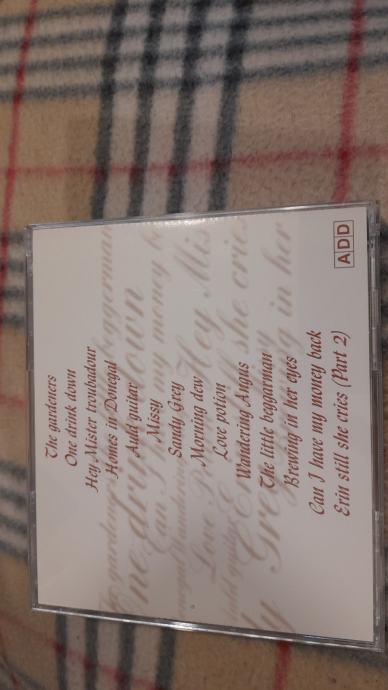 The gardeners
One drink down
Hey Mister troubadour
Homes in Donegal
Auld guitar
Missy
Sandy Grey
Morning dew
Love potion
Wandering Angus
The little beggarman
Brewing in her eyes
Can I have my money back
Erin still she cries (Part 2)
ADD